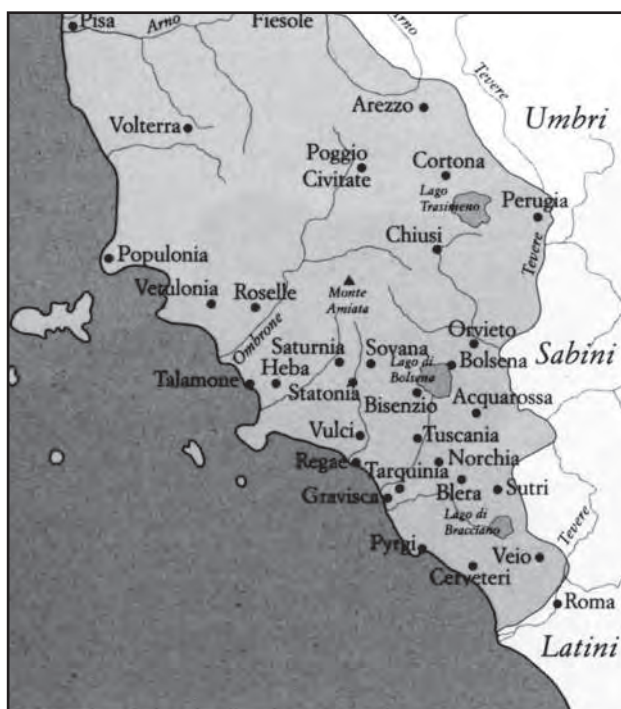 Pisa
Arno
Fiesole
Arno
Tevere
Umbri
Arezzo
Volterra
Poggio
Civitate
Cortona
Lago
Trasimeno
Perugia
Chiusi
Tevere
Populonia
Vetulonia
Roselle
Monte
Amiata
Ombrone
Orvieto
Sabini
Saturnia
Sovana
Lago di
Bolsena
Bolsena
Talamone
Heba
Statonia
Bisenzio
Acquarossa
Vulci
Tuscania
Regae
Tarquinia
Norchia
Gravisca
Blera
Sutri
Lago di
Bracciano
Pyrgi
Veio
Tevere
Cerveteri
Roma
Latini